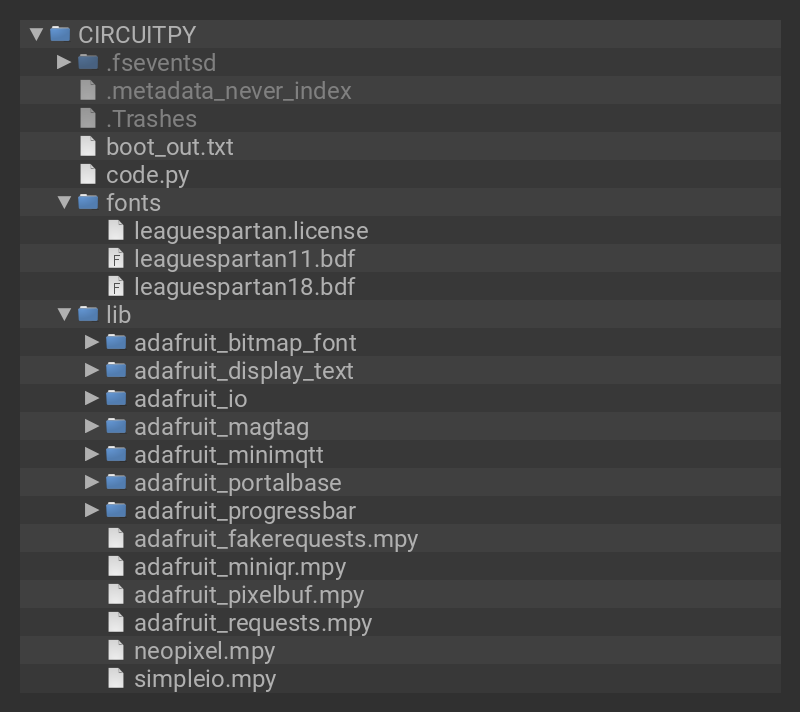 CIRCUITPY
.fseventsd
.metadata_never_index
.Trashes
boot_out.txt
code.py
fonts
leaguespartan.license
F leaguespartan11.bdf
F leaguespartan18.bdf
lib
adafruit_bitmap_font
adafruit_display_text
adafruit_io
adafruit_magtag
adafruit_minimqtt
adafruit_portalbase
adafruit_progressbar
adafruit_fakerequests.mpy
adafruit_miniqr.mpy
adafruit_pixelbuf.mpy
adafruit_requests.mpy
neopixel.mpy
simpleio.mpy